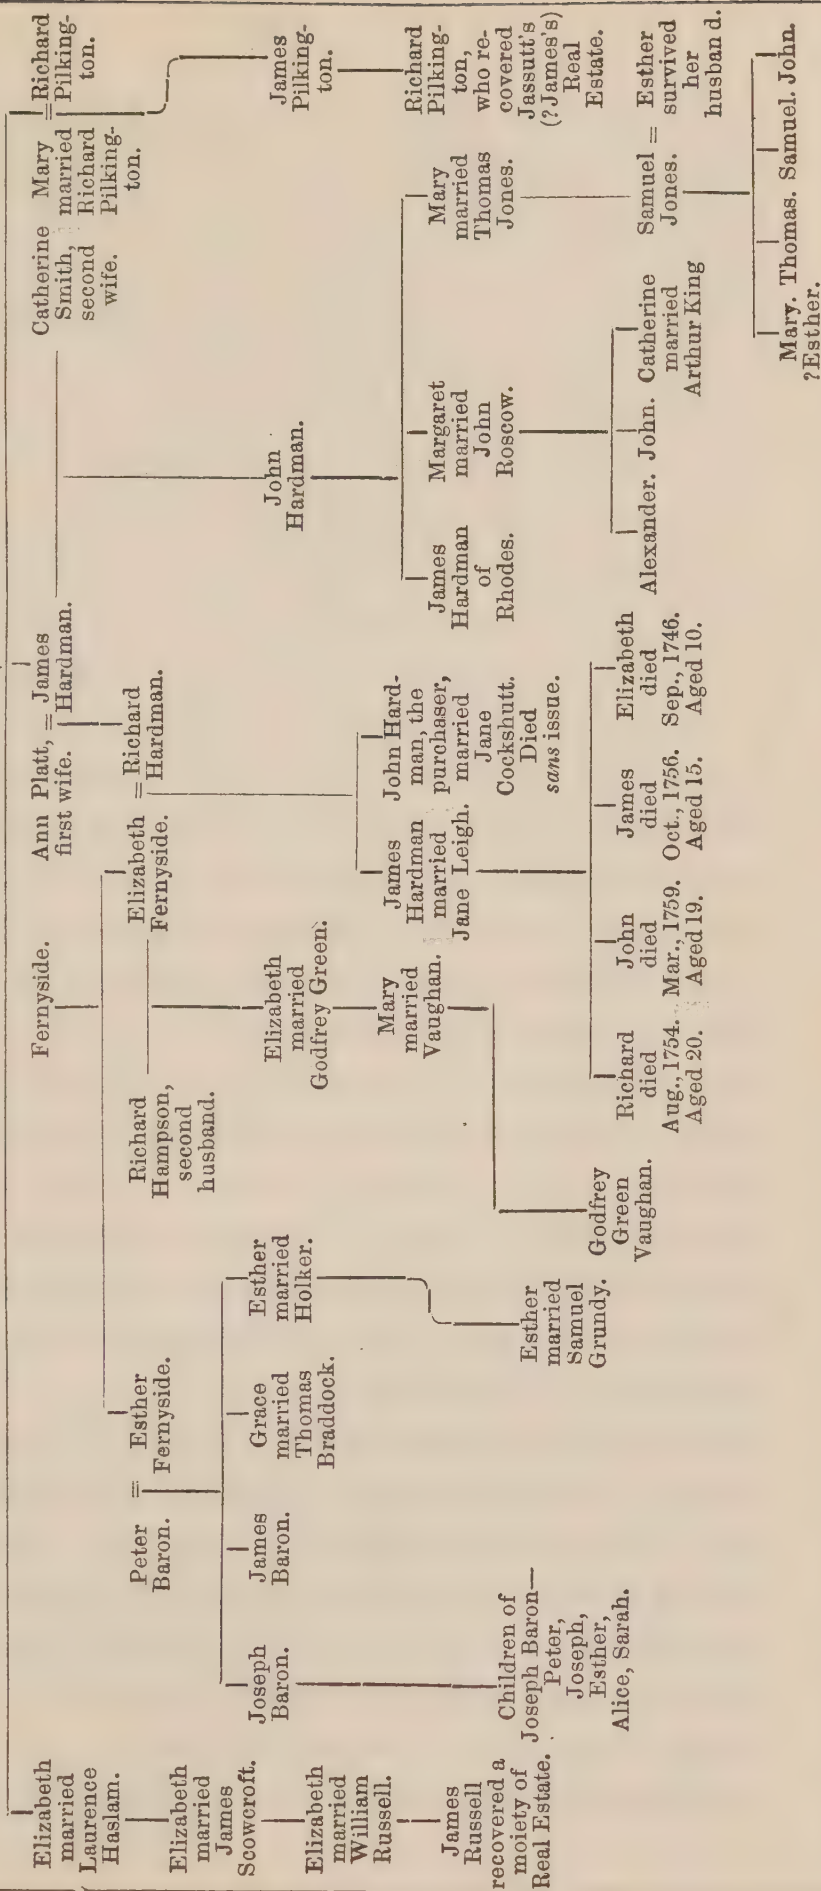 Elizabeth
married
Laurence
Haslam.
Elizabeth
married
James
Scowcroft.
Elizabeth
married
William
Russell.
James
Russell
recovered a
moiety of
Real Estate.
Fernyside.
Peter
Baron.
=
Esther
Fernyside.
Joseph
Baron.
James
Baron.
Grace
married
Thomas
Braddock.
Esther
married
Holker.
Children of
Joseph Baron—
Peter,
Joseph,
Esther,
Alice, Sarah.
Esther
married
Samuel
Grundy.
Richard
Hampson,
second
husband.
Elizabeth
Fernyside.
=
Richard
Hardman.
Elizabeth
married
Godfrey Green.
Mary
married
Vaughan.
Godfrey
Green
Vaughan.
Ann Platt,
first wife.
=
James
Hardman.
Catherine
Smith,
second
wife.
James
Hardman
married
Jane Leigh.
John Hard-
man, the
purchaser,
married
Jane
Cockshutt.
Died
sans issue.
Richard
died
Aug., 1754.
Aged 20.
John
died
Mar., 1759.
Aged 19.
James
died
Oct., 1756.
Aged 15.
Elizabeth
died
Sep., 1746.
Aged 10.
John
Hardman.
James
Hardman
of
Rhodes.
Margaret
married
John
Roscow.
Mary
married
Thomas
Jones.
Alexander. John. Catherine
married
Arthur King
Samuel
Jones.
=
Esther
survived
her
husband.
Mary. Thomas. Samuel. John.
?Esther.
Mary
married
Richard
Pilking-
ton.
=
Richard
Pilking-
ton.
James
Pilking-
ton.
Richard
Pilking-
ton,
who re-
covered
Jassutt's
(?James's)
Real
Estate.